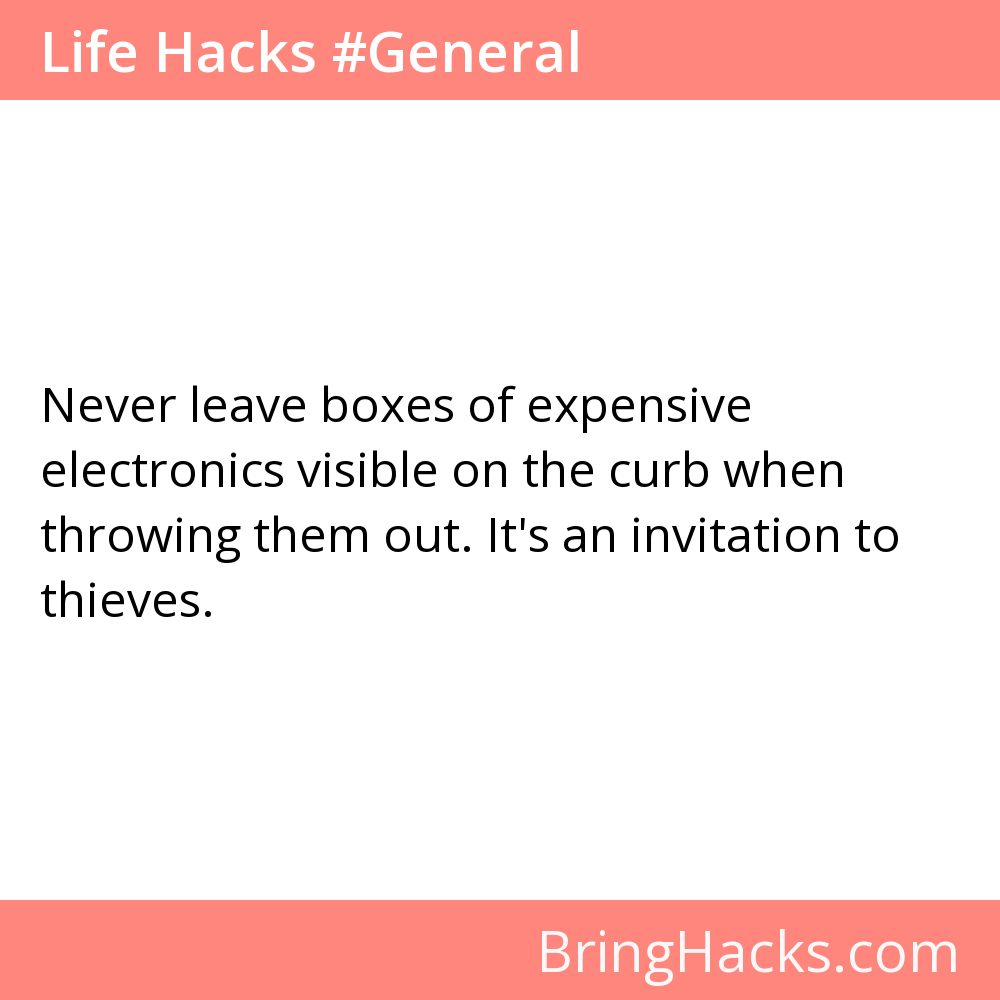 Life Hacks #General
Never leave boxes of expensive
electronics visible on the curb when
throwing them out. It's an invitation to
thieves.
BringHacks.com